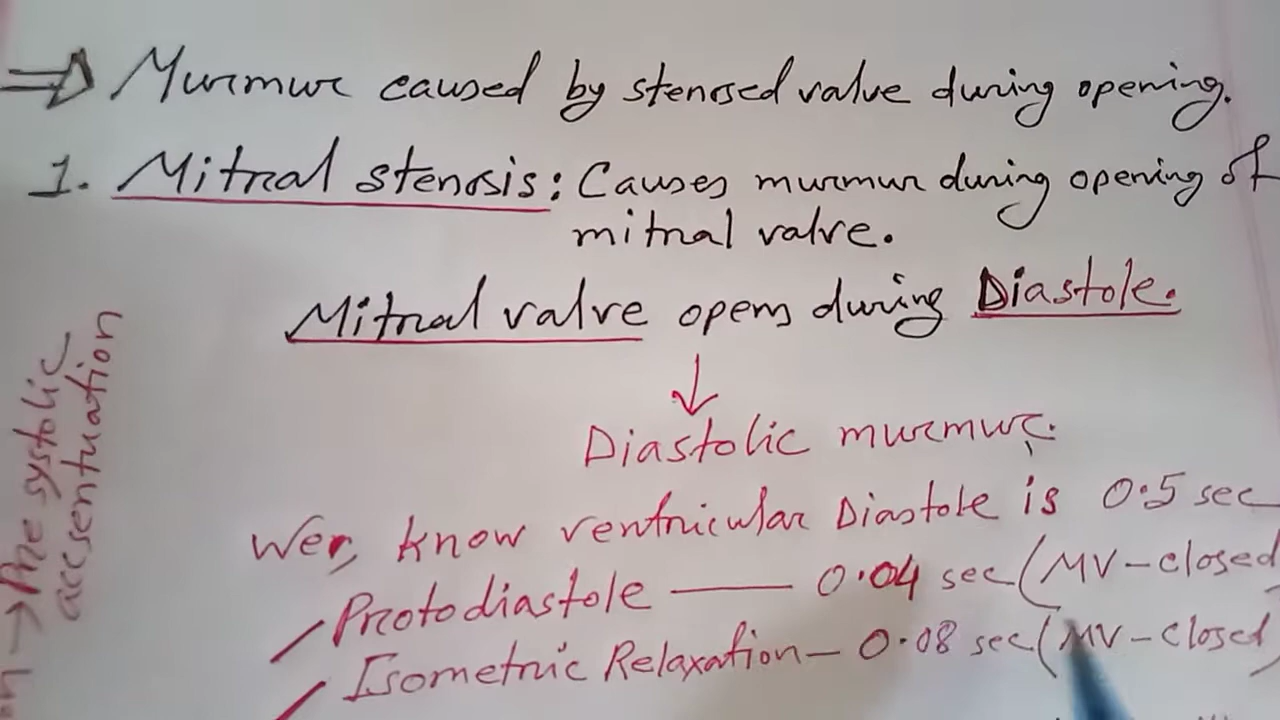 ⇒ Murmur caused by stenosed valve during opening.
1. Mitral stenosis: Causes murmur during opening of
mitral valve.
Mitral valve opens during Diastole.
↓
Diastolic murmur.
We, know ventricular Diastole is 0.5 sec
Protodiastole — 0.04 sec (MV-closed)
Isometric Relaxation - 0.08 sec (MV-closed)
→ Pre systolic
accsentuation